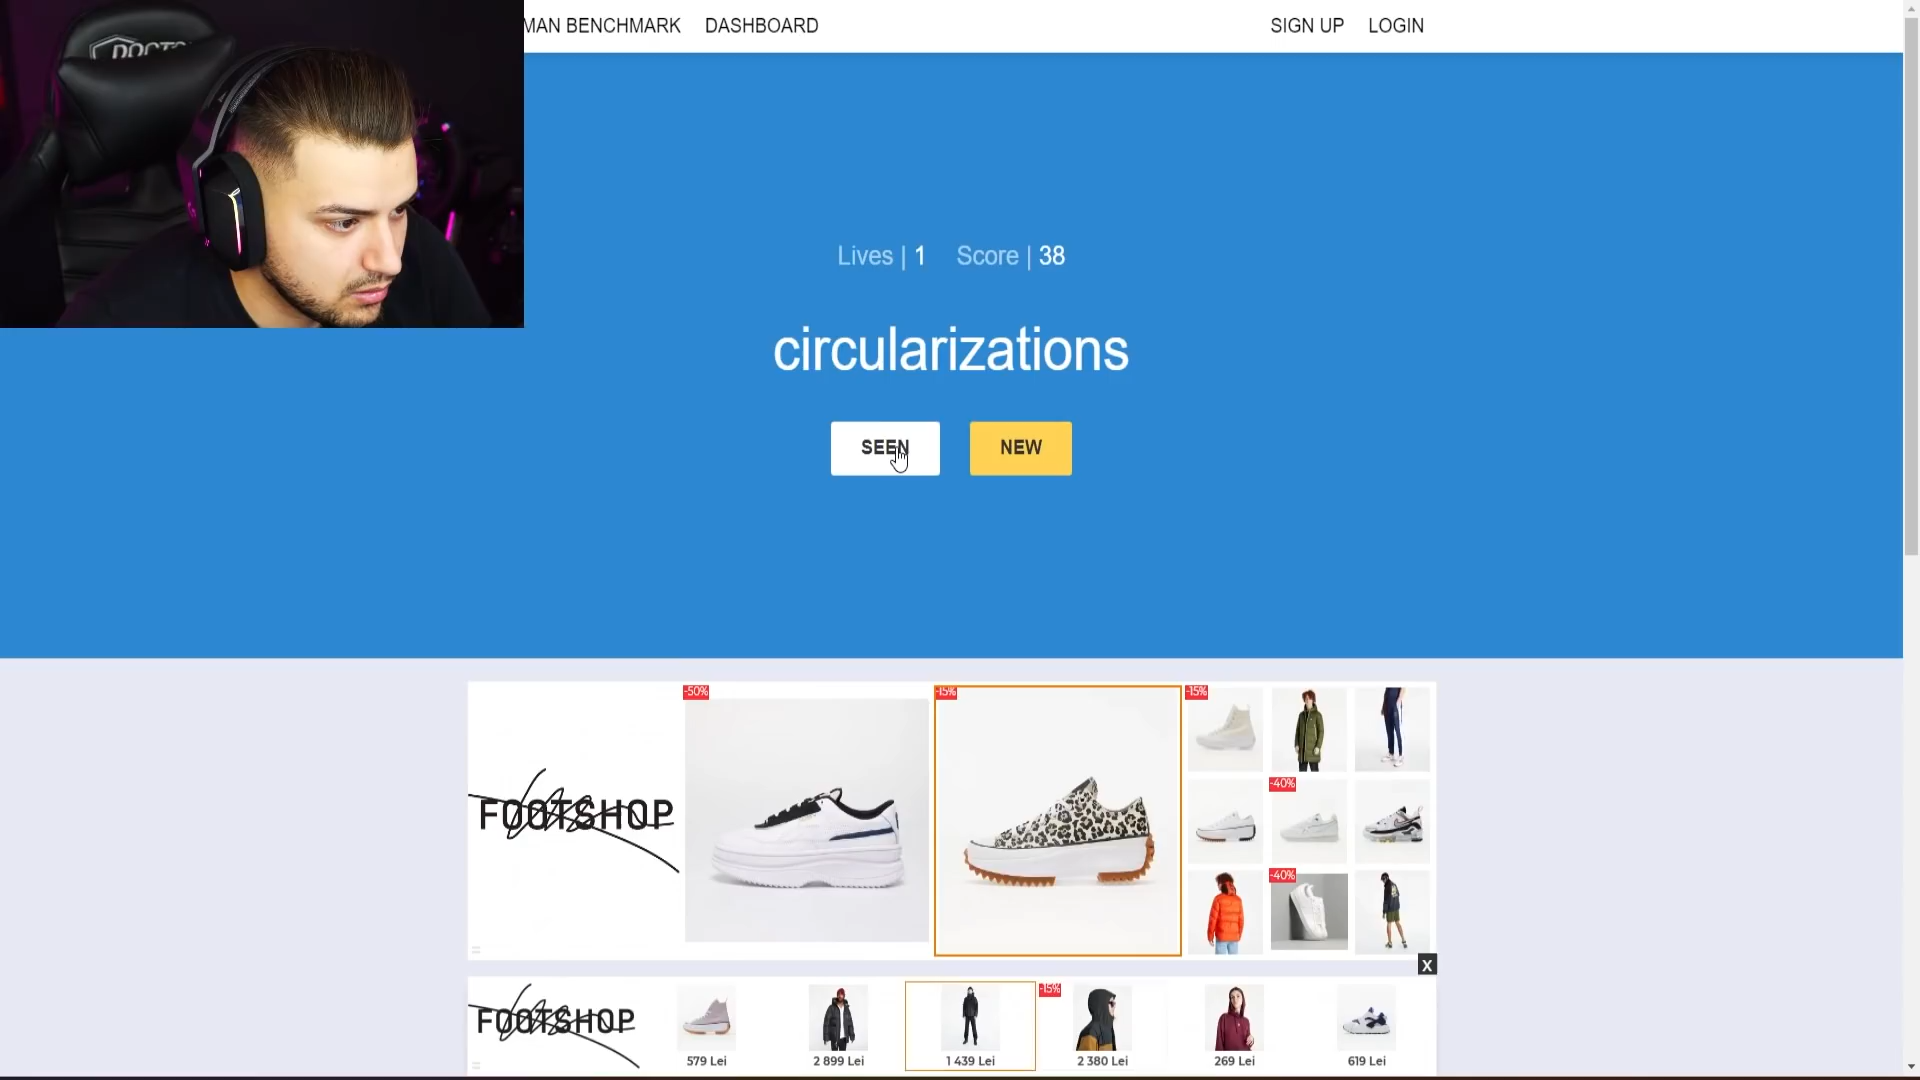 MAN BENCHMARK DASHBOARD SIGN UP LOGIN
Lives | 1 Score | 38
circularizations
SEEN NEW
-50% -15% -15%
-40%
FOOTSHOP
-40%
X
-15%
FOOTSHOP
579 Lei 2 899 Lei 1 439 Lei 2 380 Lei 269 Lei 619 Lei